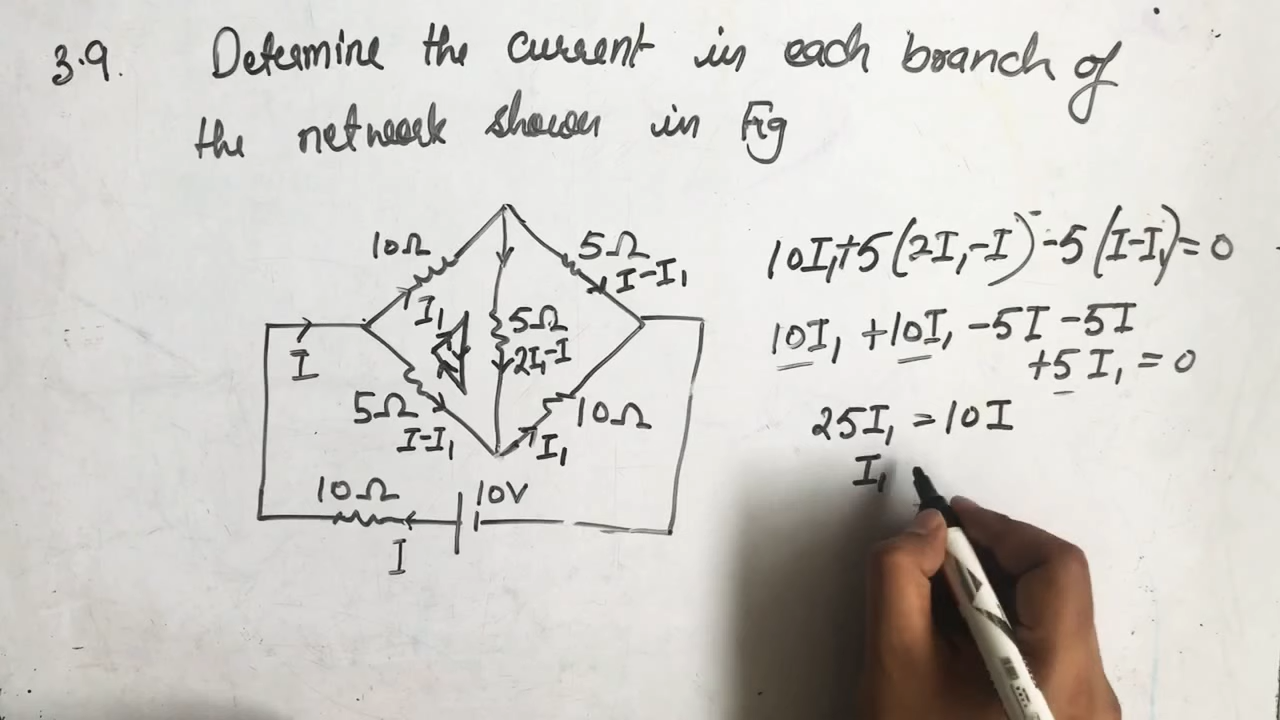 3.9. Determine the current in each branch of
the network shown in Fig
10Ω
I₁
5Ω
I-I₁
5Ω
2I₁-I
I
5Ω
I-I₁
10Ω
I₁
10Ω
10V
I
10I₁+5(2I₁-I)-5(I-I₁)=0
10I₁+10I₁-5I-5I
+5I₁=0
25I₁=10I
I₁